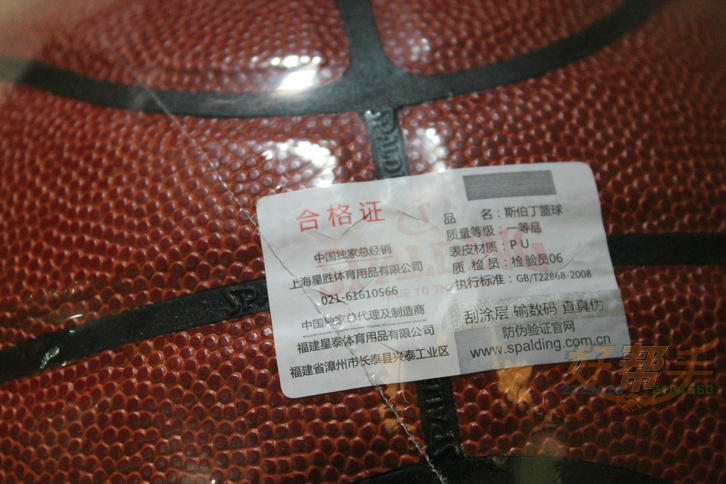 合格证
中国独家总经销
上海星胜体育用品有限公司
021-61610566
中国独家总代理及制造商
福建星泰体育用品有限公司
福建省漳州市长泰县兴泰工业区
品 名：斯伯丁篮球
质量等级：一等品
表皮材质：PU
质 检 员：检验员06
执行标准：GB/T22868-2008
刮涂层 输数码 查真伪
防伪验证官网
www.spalding.com.cn
好帮手